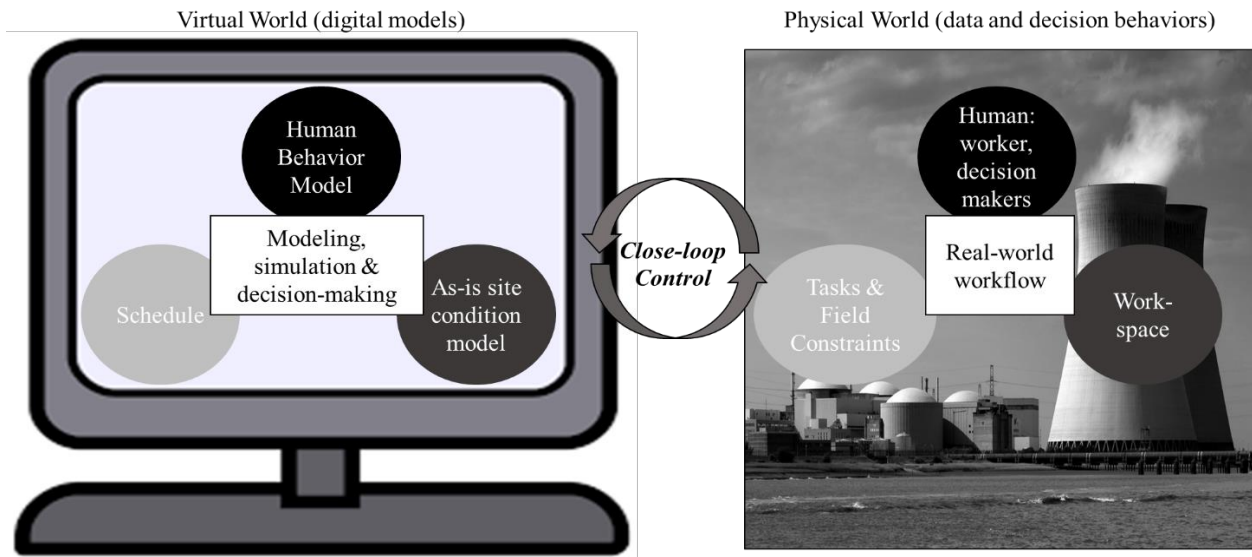 Virtual World (digital models)
Physical World (data and decision behaviors)
Human
Behavior
Model
Modeling,
simulation &
decision-making
Schedule
As-is site
condition
model
Close-loop
Control
Human:
worker,
decision
makers
Real-world
workflow
Tasks &
Field
Constraints
Work-
space